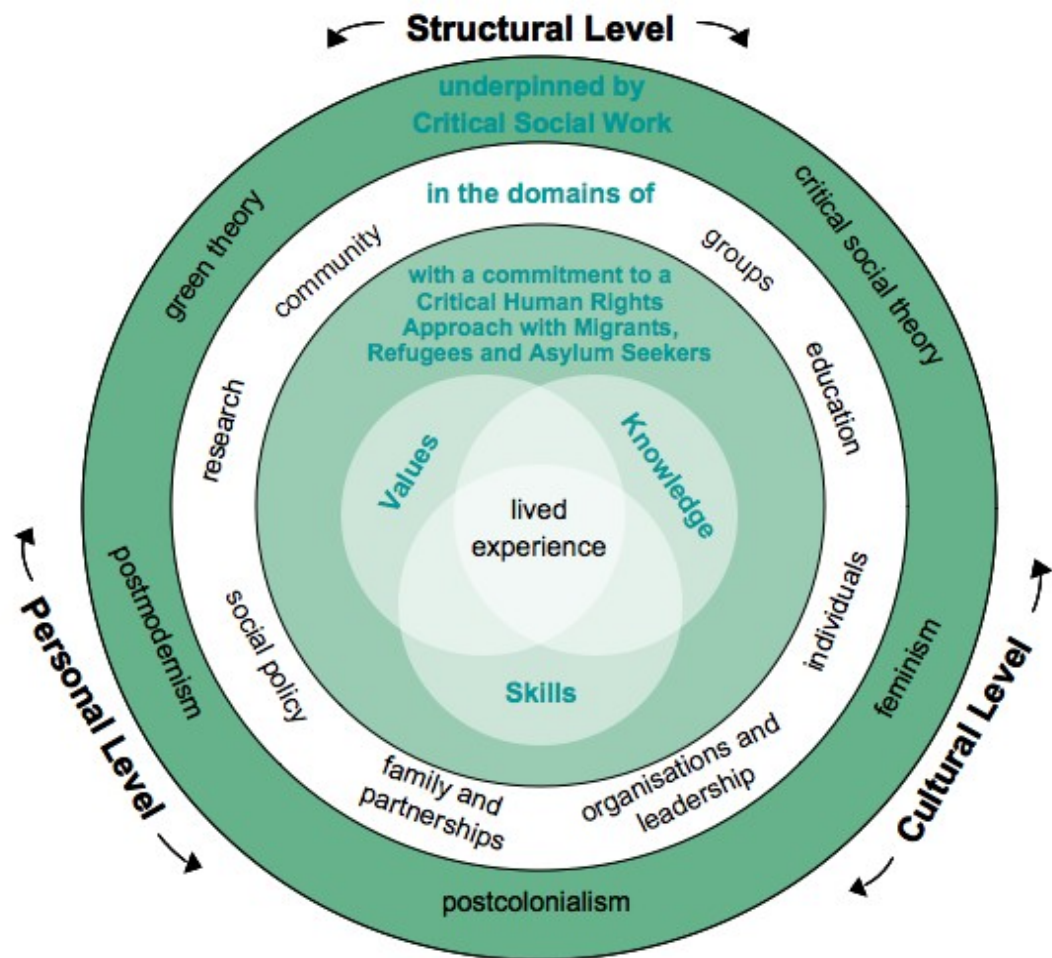 Structural Level
underpinned by
Critical Social Work
in the domains of
green theory
community
groups
critical social theory
with a commitment to a
Critical Human Rights
Approach with Migrants,
Refugees and Asylum Seekers
research
education
Values
Knowledge
lived
experience
Skills
postmodernism
social policy
individuals
feminism
Personal Level
Cultural Level
family and
partnerships
organisations and
leadership
postcolonialism